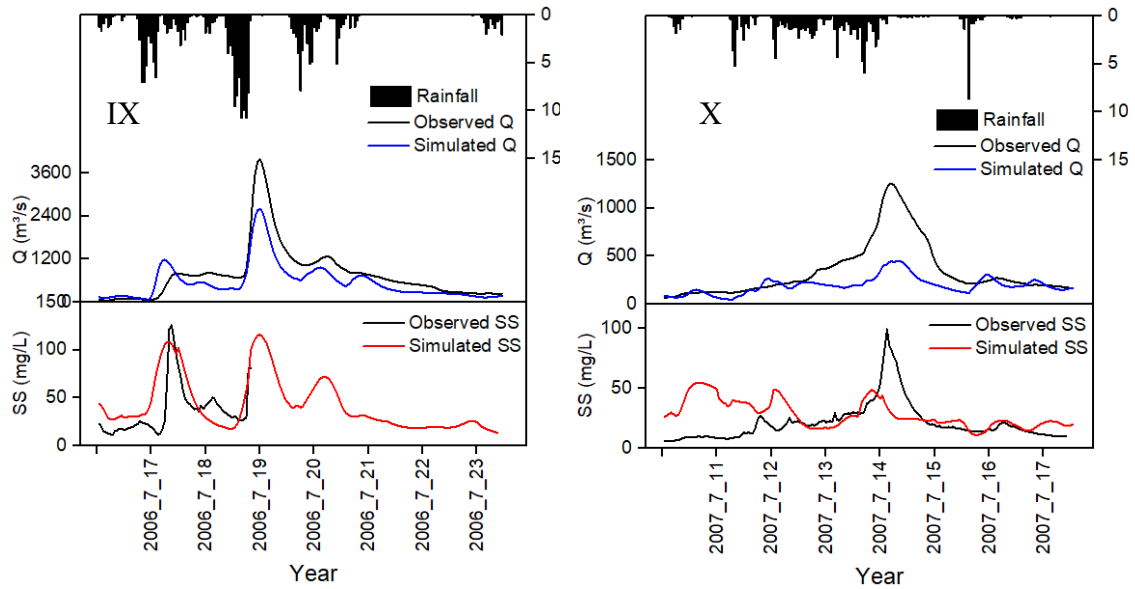 0
5
10
15
IX
Rainfall
Observed Q
Simulated Q
Q (m³/s)
3600
2400
1200
0
150
100
50
0
SS (mg/L)
Observed SS
Simulated SS
2006_7_17
2006_7_18
2006_7_19
2006_7_20
2006_7_21
2006_7_22
2006_7_23
Year
0
5
10
15
X
Rainfall
Observed Q
Simulated Q
Q (m³/s)
1500
1000
500
0
100
50
0
SS (mg/L)
Observed SS
Simulated SS
2007_7_11
2007_7_12
2007_7_13
2007_7_14
2007_7_15
2007_7_16
2007_7_17
Year